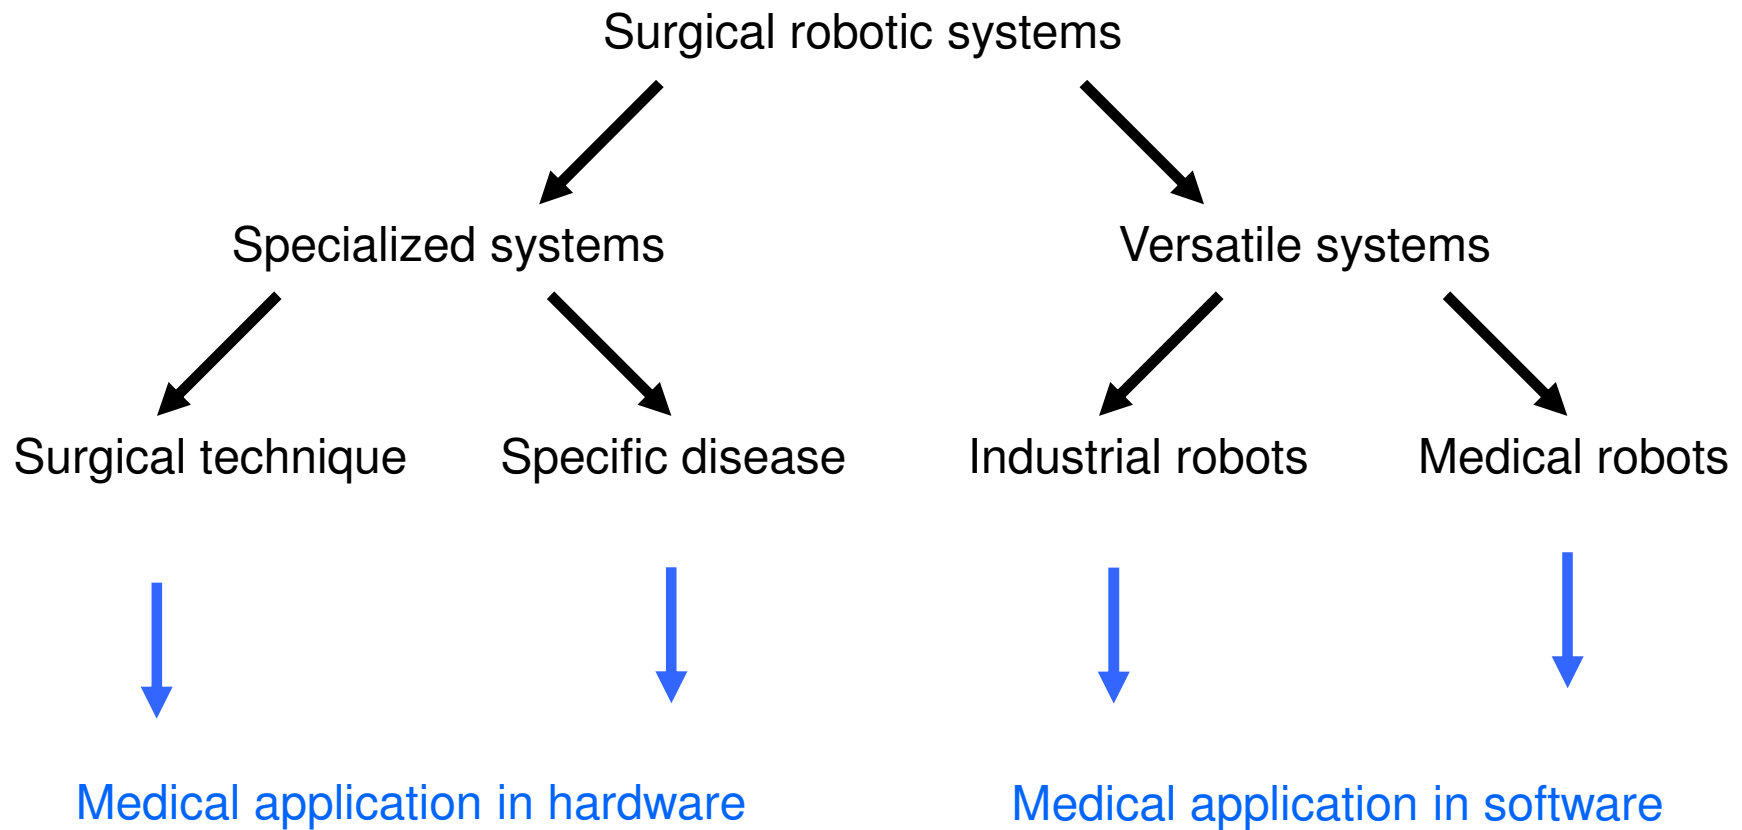 Surgical robotic systems
Specialized systems
Versatile systems
Surgical technique
Specific disease
Industrial robots
Medical robots
Medical application in hardware
Medical application in software